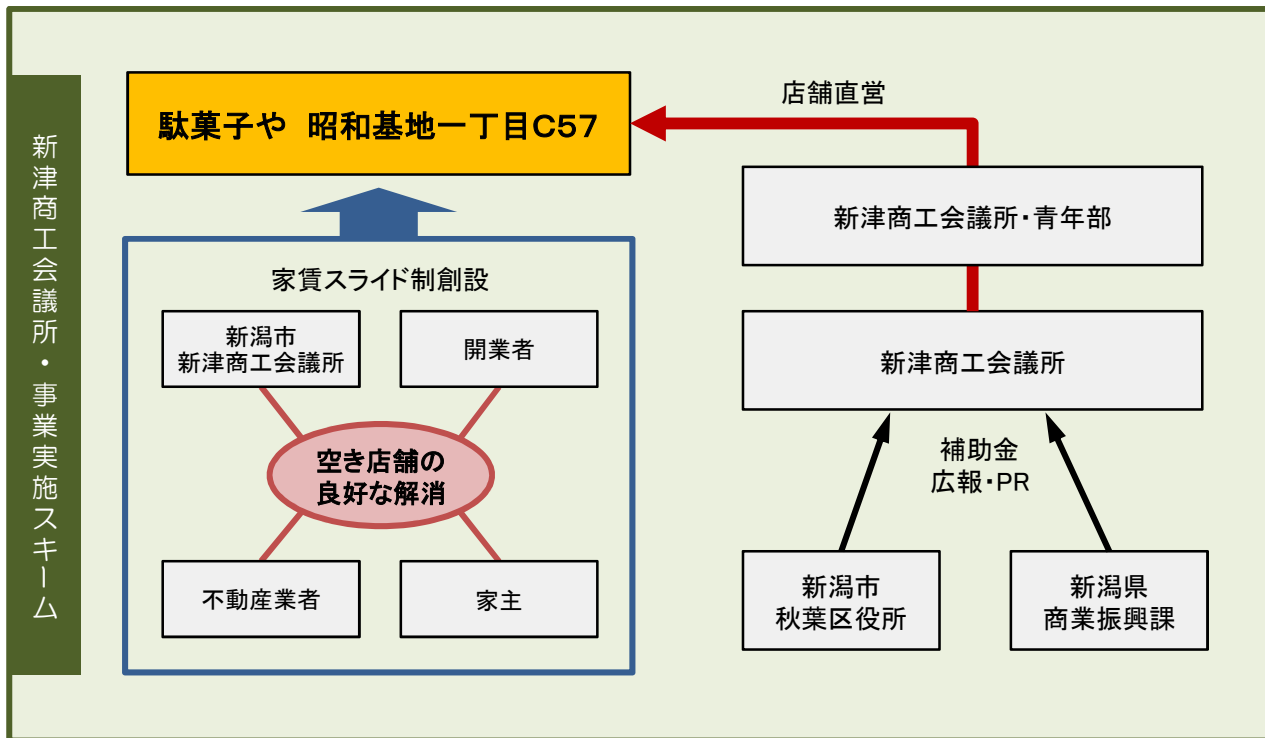 新津商工会議所・事業実施スキーム
駄菓子や 昭和基地一丁目C57
店舗直営
新津商工会議所・青年部
新津商工会議所
補助金
広報・PR
新潟市
秋葉区役所
新潟県
商業振興課
家賃スライド制創設
新潟市
新津商工会議所
開業者
空き店舗の
良好な解消
不動産業者
家主